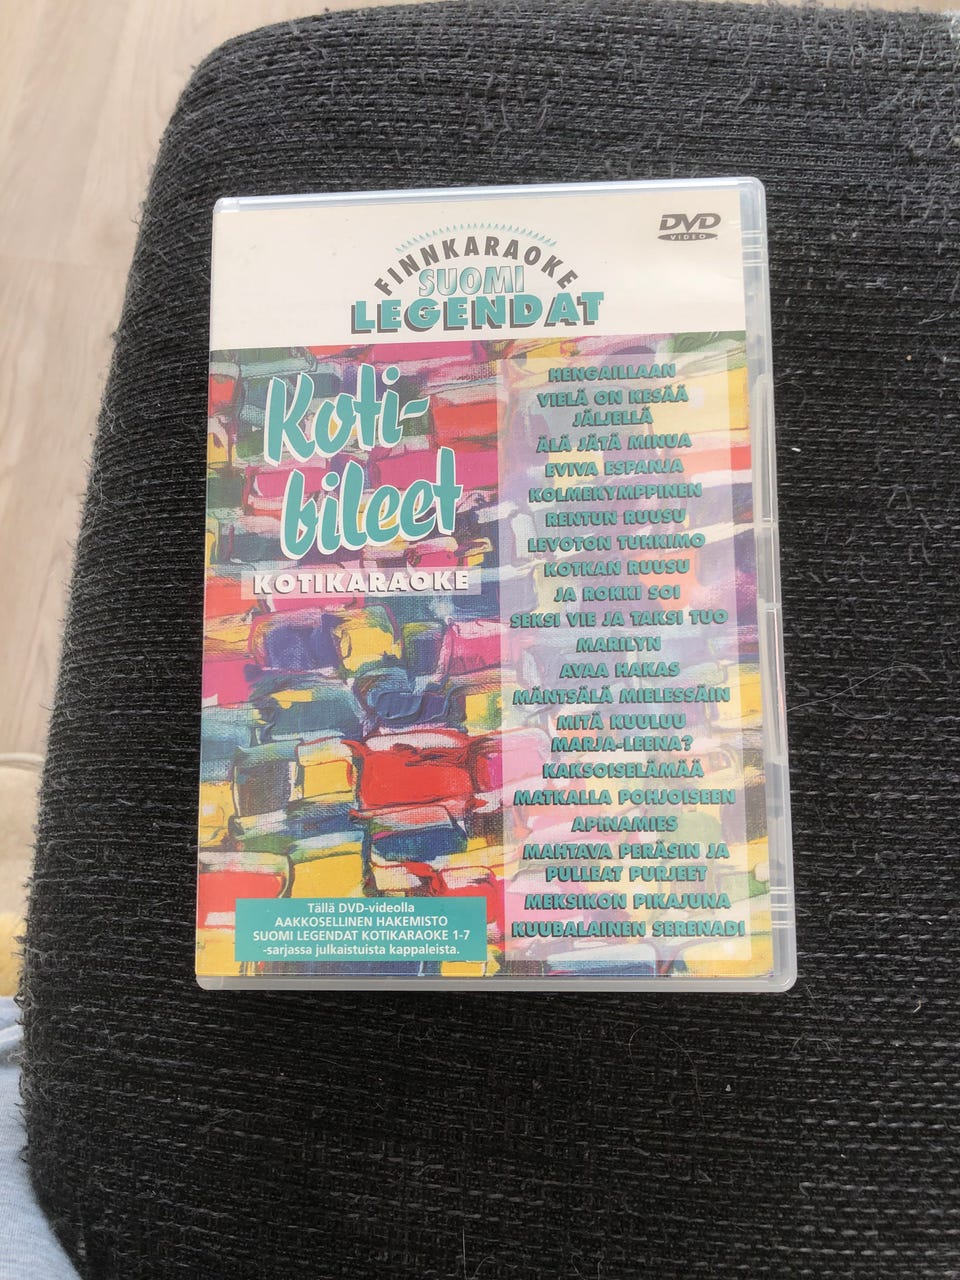 FINNKARAOKE
SUOMI
LEGENDAT
DVD
VIDEO
Koti-
bileet
KOTIKARAOKE
HENGAILLAAN
VIELÄ ON KESÄÄ
JÄLJELLÄ
ÄLÄ JÄTÄ MINUA
EVIVA ESPANJA
KOLMEKYMPPINEN
RENTUN RUUSU
LEVOTON TUHKIMO
KOTKAN RUUSU
JA ROKKI SOI
SEKSI VIE JA TAKSI TUO
MARILYN
AVAA HAKAS
MÄNTSÄLÄ MIELESSÄIN
MITÄ KUULUU
MARJA-LEENA?
KAKSOISELÄMÄÄ
MATKALLA POHJOISEEN
APINAMIES
MAHTAVA PERÄSIN JA
PULLEAT PURJEET
MEKSIKON PIKAJUNA
KUUBALAINEN SERENADI
Tällä DVD-videolla
AAKKOSELLINEN HAKEMISTO
SUOMI LEGENDAT KOTIKARAOKE 1-7
-sarjassa julkaistuista kappaleista.